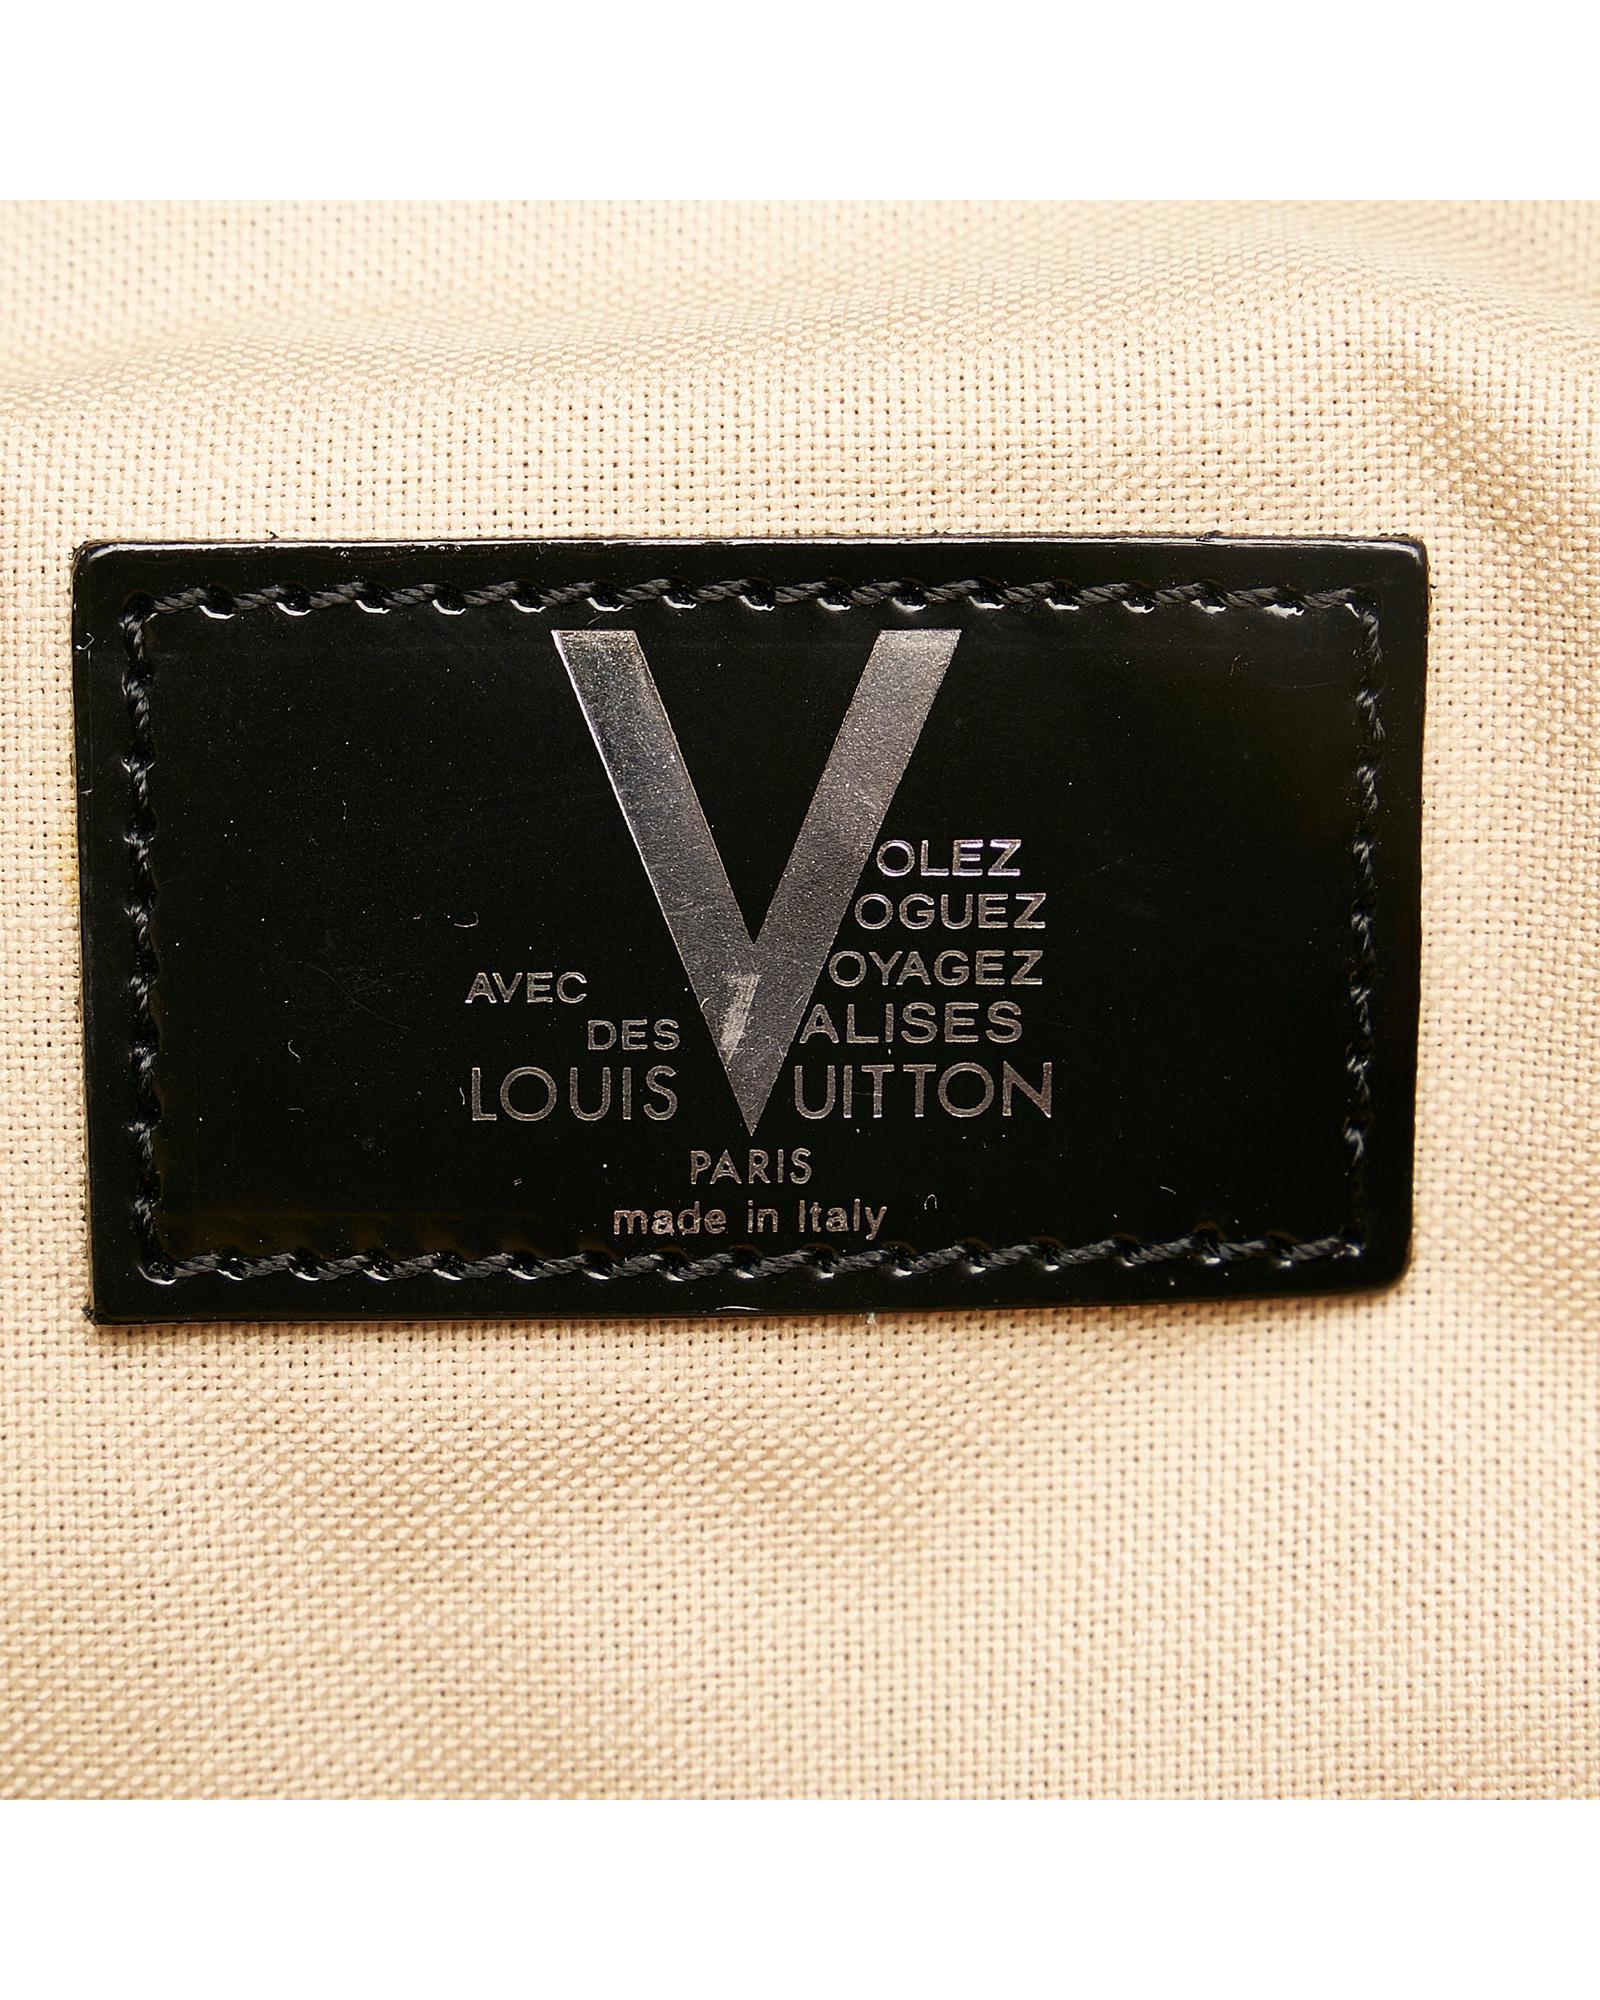 VOLEZ
VOGUEZ
VOYAGEZ
AVEC
DES VALISES
LOUIS VUITTON
PARIS
made in Italy